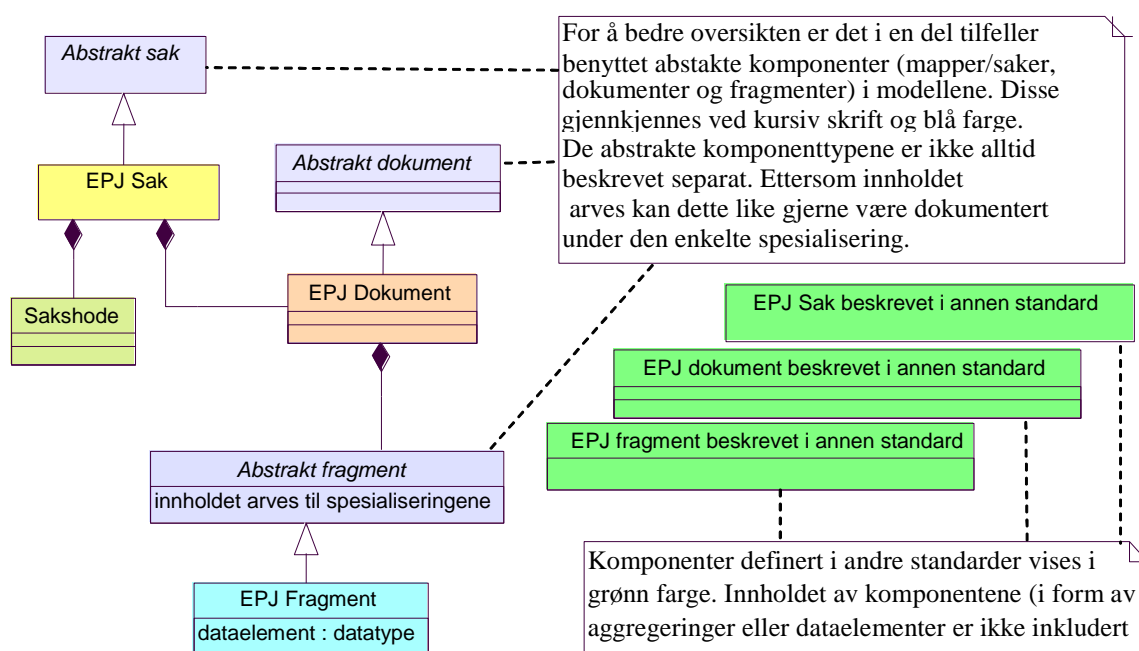 Abstrakt sak
For å bedre oversikten er det i en del tilfeller
benyttet abstakte komponenter (mapper/saker,
dokumenter og fragmenter) i modellene. Disse
gjennkjennes ved kursiv skrift og blå farge.
De abstrakte komponenttypene er ikke alltid
beskrevet separat. Ettersom innholdet
arves kan dette like gjerne være dokumentert
under den enkelte spesialisering.
Abstrakt dokument
EPJ Sak
Sakshode
EPJ Dokument
EPJ Sak beskrevet i annen standard
EPJ dokument beskrevet i annen standard
EPJ fragment beskrevet i annen standard
Abstrakt fragment
innholdet arves til spesialiseringene
EPJ Fragment
dataelement : datatype
Komponenter definert i andre standarder vises i
grønn farge. Innholdet av komponentene (i form av
aggregeringer eller dataelementer er ikke inkludert